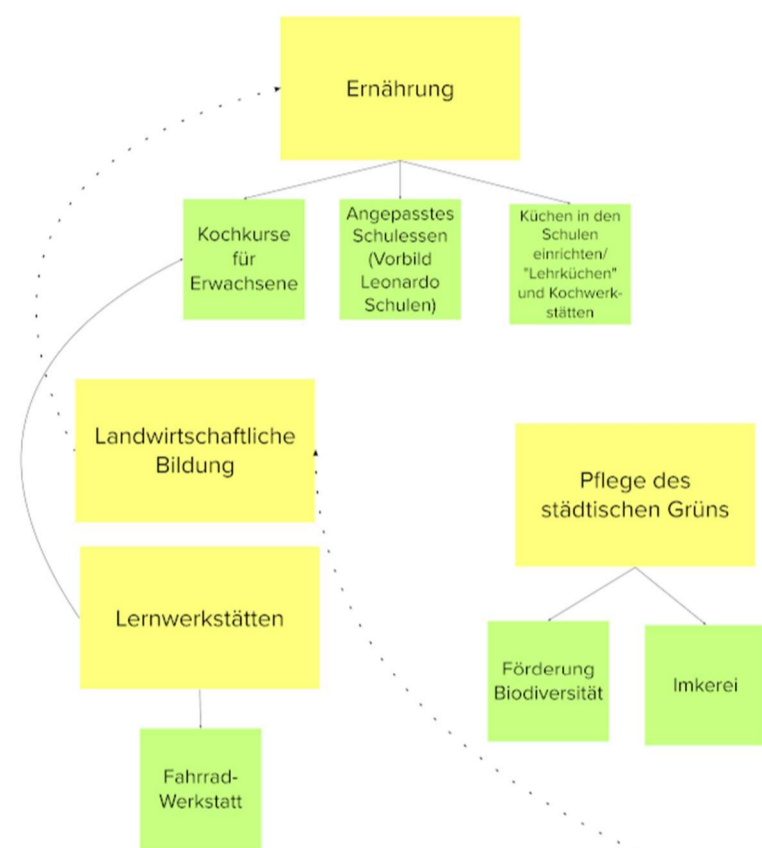 Ernährung
Kochkurse
für
Erwachsene
Angepasstes
Schulessen
(Vorbild
Leonardo
Schulen)
Küchen in den
Schulen
einrichten/
"Lehrküchen"
und Kochwerk-
stätten
Landwirtschaftliche
Bildung
Pflege des
städtischen Grüns
Lernwerkstätten
Förderung
Biodiversität
Imkerei
Fahrrad-
Werkstatt